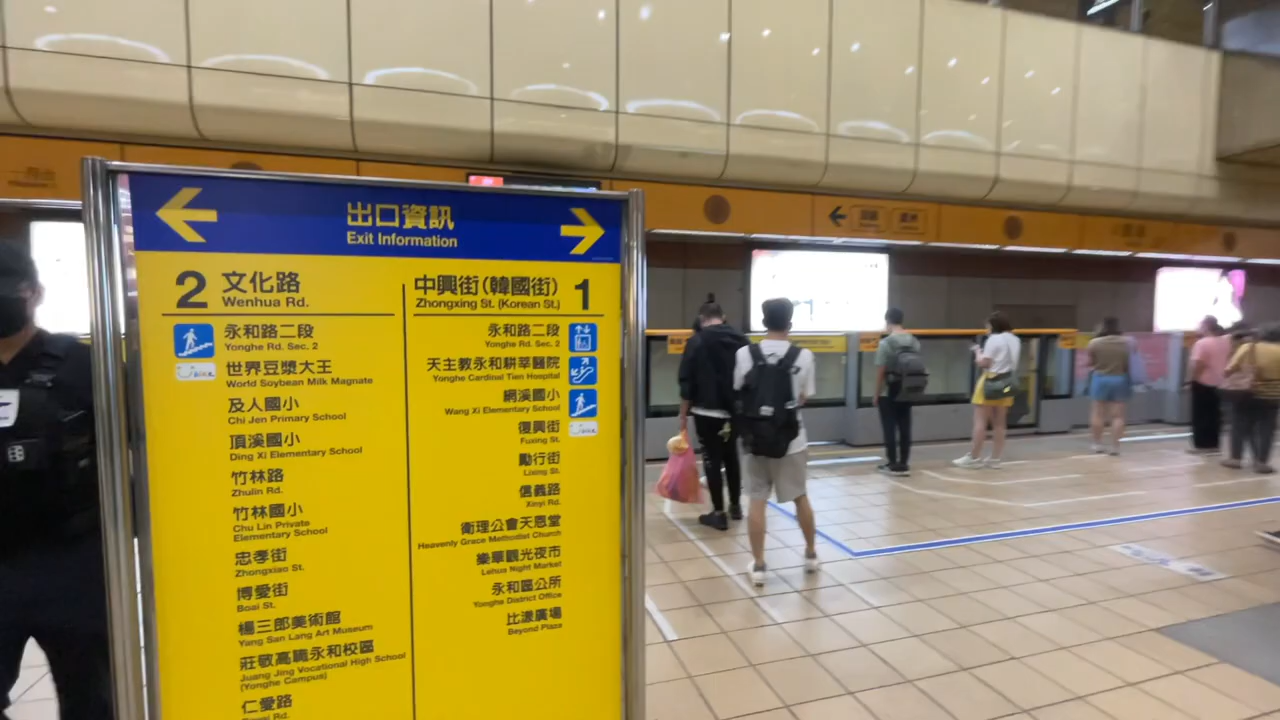 出口資訊
Exit Information
2 文化路
Wenhua Rd.
永和路二段
Yonghe Rd. Sec. 2
世界豆漿大王
World Soybean Milk Magnate
及人國小
Chi Jen Primary School
頂溪國小
Ding Xi Elementary School
竹林路
Zhulin Rd.
竹林國小
Chu Lin Private
Elementary School
忠孝街
Zhongxiao St.
博愛街
Boai St.
楊三郎美術館
Yang San Lang Art Museum
莊敬高職永和校區
Juang Jing Vocational High School
(Yonghe Campus)
仁愛路
中興街(韓國街) 1
Zhongxing St. (Korean St.)
永和路二段
Yonghe Rd. Sec. 2
天主教永和耕莘醫院
Yonghe Cardinal Tien Hospital
網溪國小
Wang Xi Elementary School
復興街
Fuxing St.
勵行街
Lixing St.
信義路
Xinyi Rd.
衛理公會天恩堂
Heavenly Grace Methodist Church
樂華觀光夜市
Lehua Night Market
永和區公所
Yonghe District Office
比漾廣場
Beyond Plaza